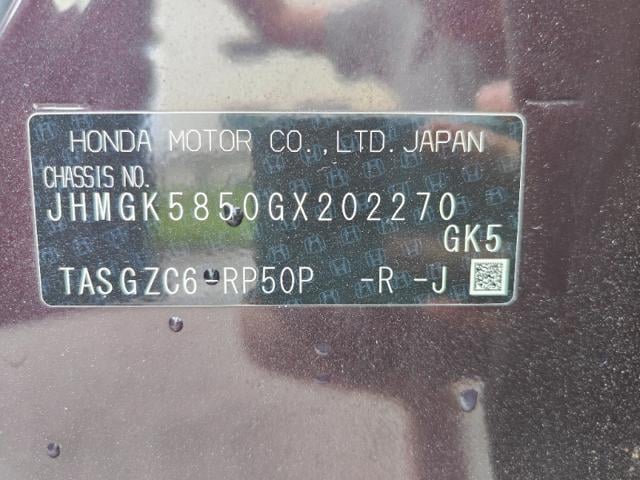 HONDA MOTOR CO.,LTD.JAPAN
CHASSIS NO.
JHMGK5850GX202270
GK5
TASGZC6 RP50P -R -J